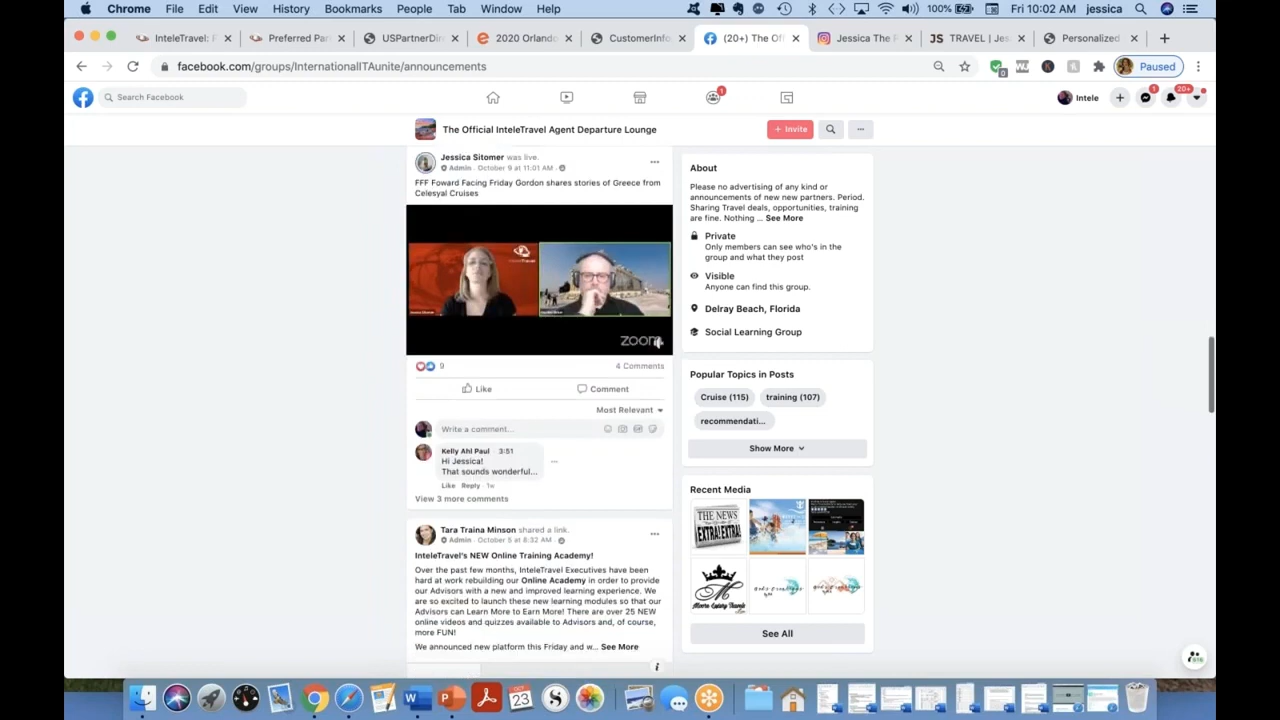 Chrome File Edit View History Bookmarks People Tab Window Help
100% Fri 10:02 AM jessica
InteleTravel: F
Preferred Par
USPartnerDir
2020 Orlando
CustomerInfo
(20+) The Off
Jessica The
JS TRAVEL | Jes
Personalized
facebook.com/groups/InternationalITAunite/announcements
Paused
Search Facebook
1
Intele
1
20+
The Official InteleTravel Agent Departure Lounge
+ Invite
Jessica Sitomer was live.
Admin · October 9 at 11:01 AM ·
FFF Foward Facing Friday Gordon shares stories of Greece from
Celesyal Cruises
zoom
9
4 Comments
Like
Comment
Most Relevant
Write a comment...
Kelly Ahl Paul · 3:51
Hi Jessica!
That sounds wonderful...
Like · Reply · 1w
View 3 more comments
Tara Traina Minson shared a link.
Admin · October 5 at 8:32 AM ·
InteleTravel's NEW Online Training Academy!
Over the past few months, InteleTravel Executives have been
hard at work rebuilding our Online Academy in order to provide
our Advisors with a new and improved learning experience. We
are so excited to launch these new learning modules so that our
Advisors can Learn More to Earn More! There are over 25 NEW
online videos and quizzes available to Advisors and, of course,
more FUN!
We announced new platform this Friday and w... See More
About
Please no advertising of any kind or
announcements of new new partners. Period.
Sharing Travel deals, opportunities, training
are fine. Nothing ... See More
Private
Only members can see who's in the
group and what they post
Visible
Anyone can find this group.
Delray Beach, Florida
Social Learning Group
Popular Topics in Posts
Cruise (115)
training (107)
recommendati...
Show More
Recent Media
THE NEWS
EXTRA! EXTRA!
See All
OCT
23